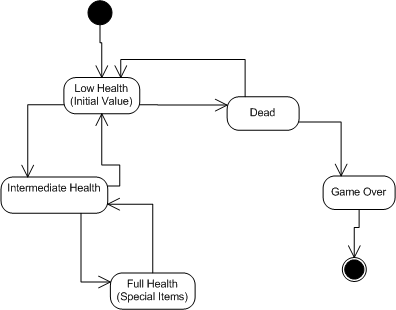 Low Health
(Initial Value)
Dead
Intermediate Health
Game Over
Full Health
(Special Items)